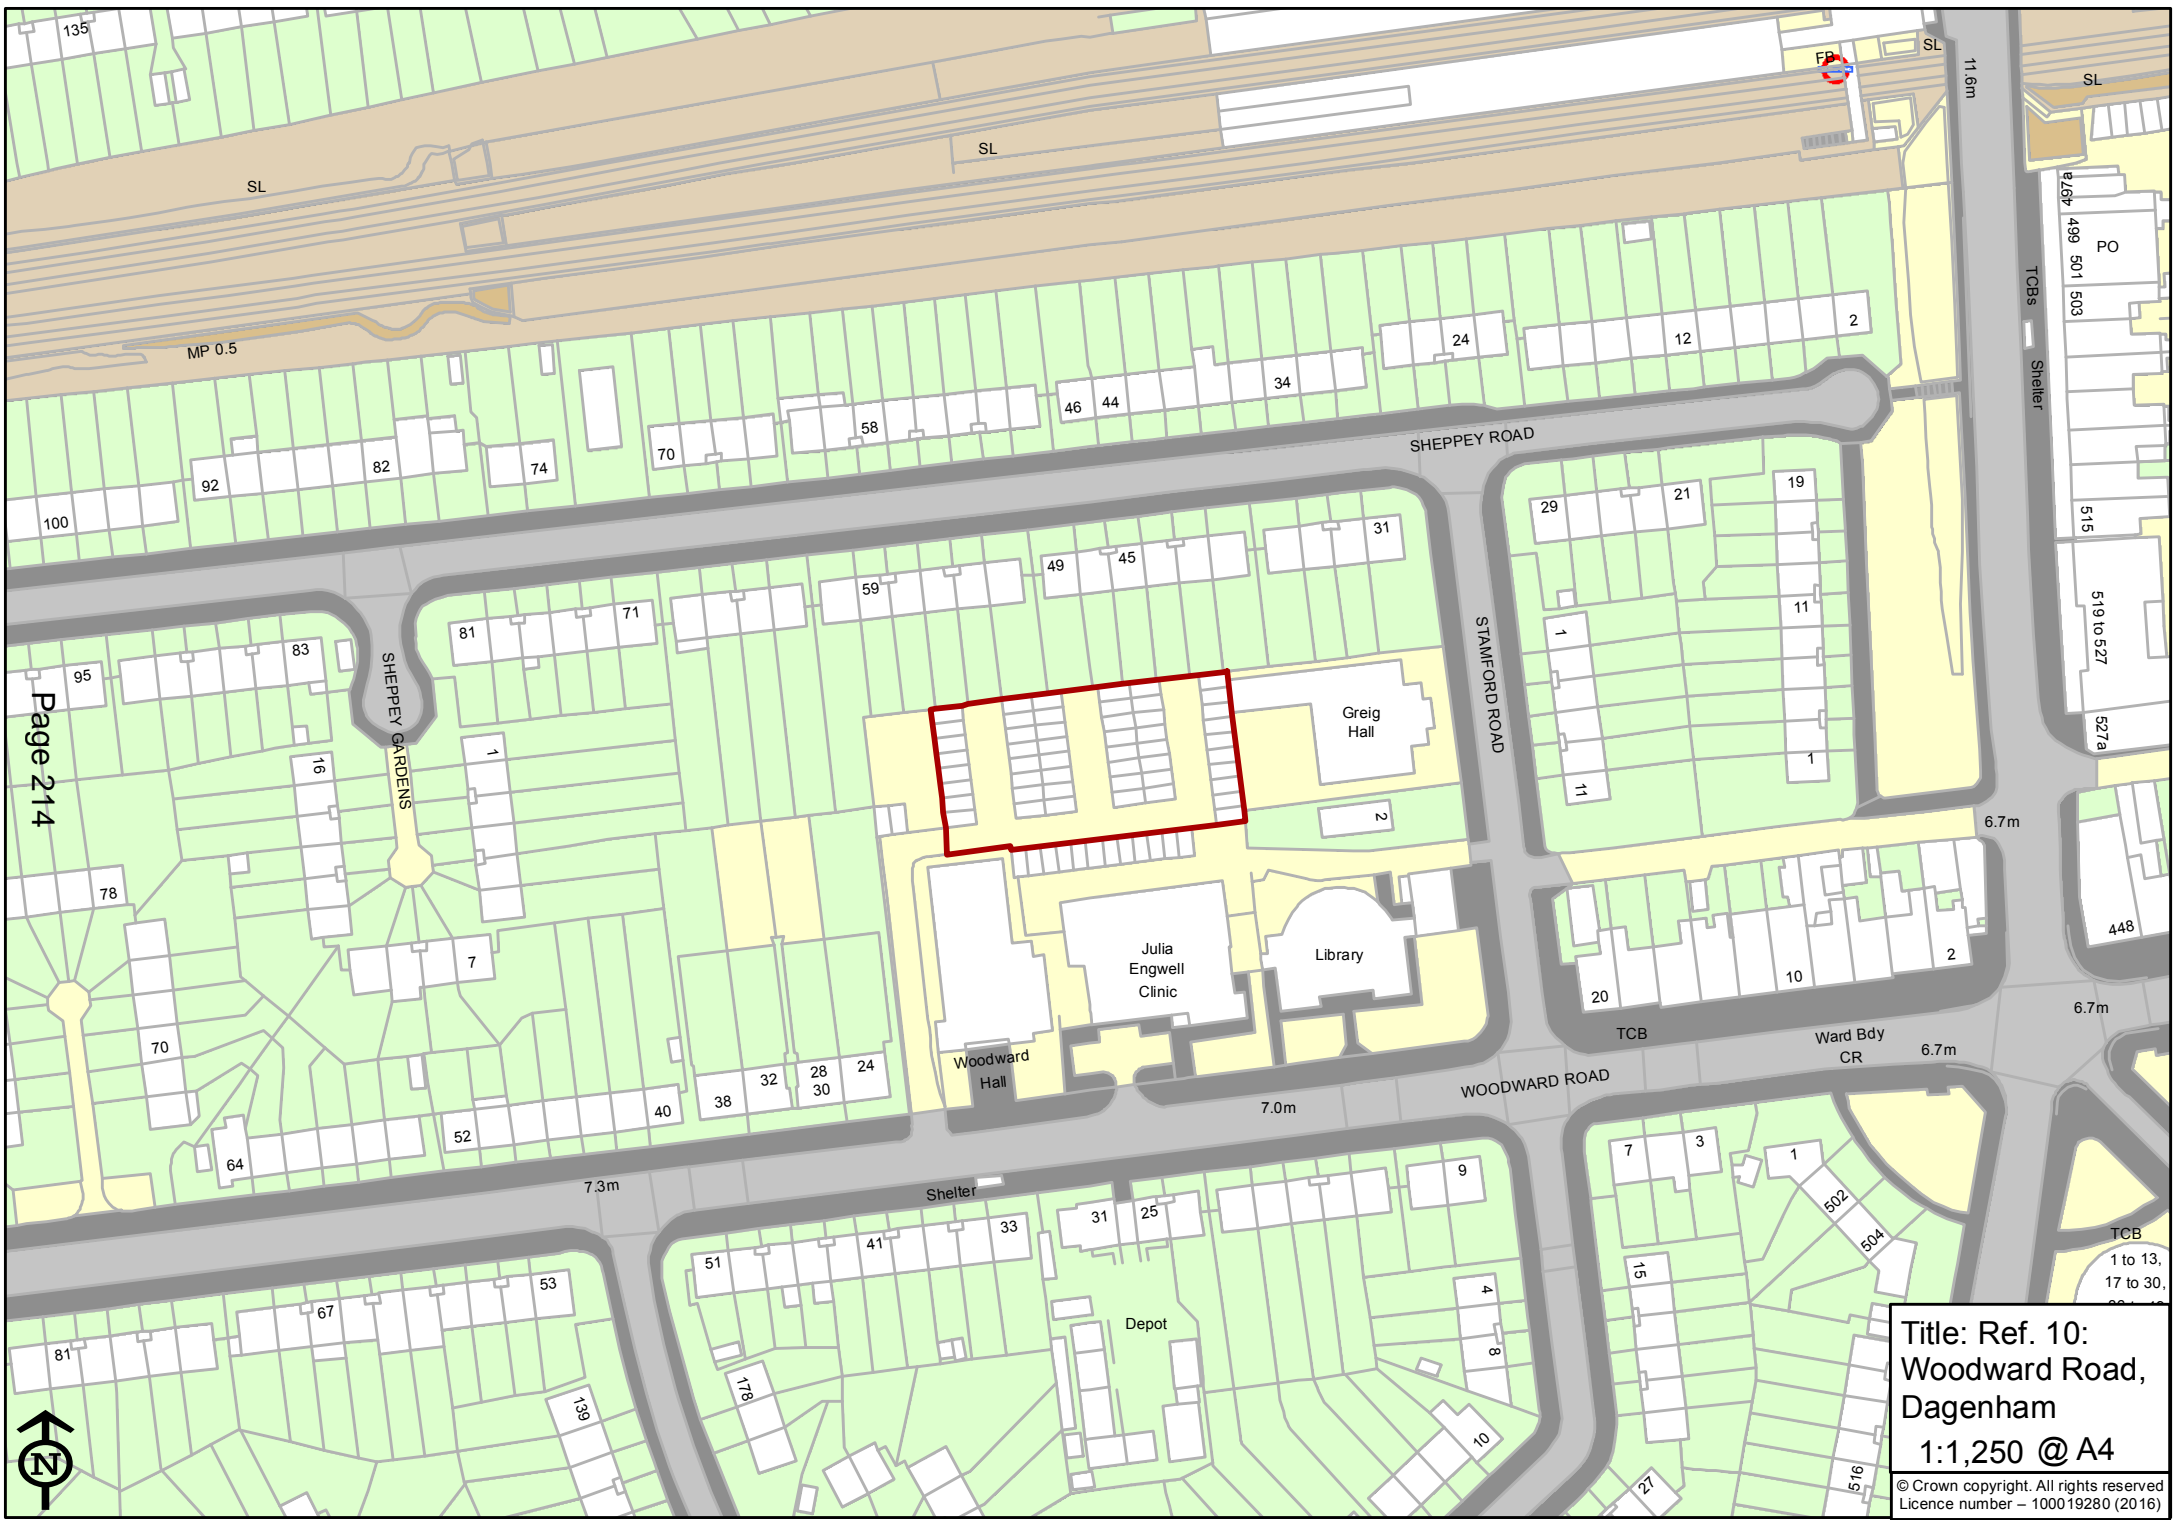 135
SL
FB
SL
11.6m
SL
SL
497a
499
501
503
PO
TCBs
Shelter
MP 0.5
2
12
24
34
44
46
58
70
74
82
92
100
SHEPPEY ROAD
515
519 to 527
527a
19
21
29
31
45
49
59
71
81
83
95
SHEPPEY GARDENS
STAMFORD ROAD
11
1
1
11
Greig
Hall
2
Page 214
16
1
7
78
70
6.7m
448
Julia
Engwell
Clinic
Library
20
10
2
6.7m
TCB
Ward Bdy
CR
6.7m
Woodward
Hall
WOODWARD ROAD
7.0m
24
28
30
32
38
40
52
64
7.3m
Shelter
9
7
3
1
502
504
TCB
1 to 13,
17 to 30,
31
25
33
41
51
53
67
81
15
4
8
10
Depot
178
139
27
516
N
Title: Ref. 10:
Woodward Road,
Dagenham
1:1,250 @ A4
© Crown copyright. All rights reserved
Licence number – 100019280 (2016)